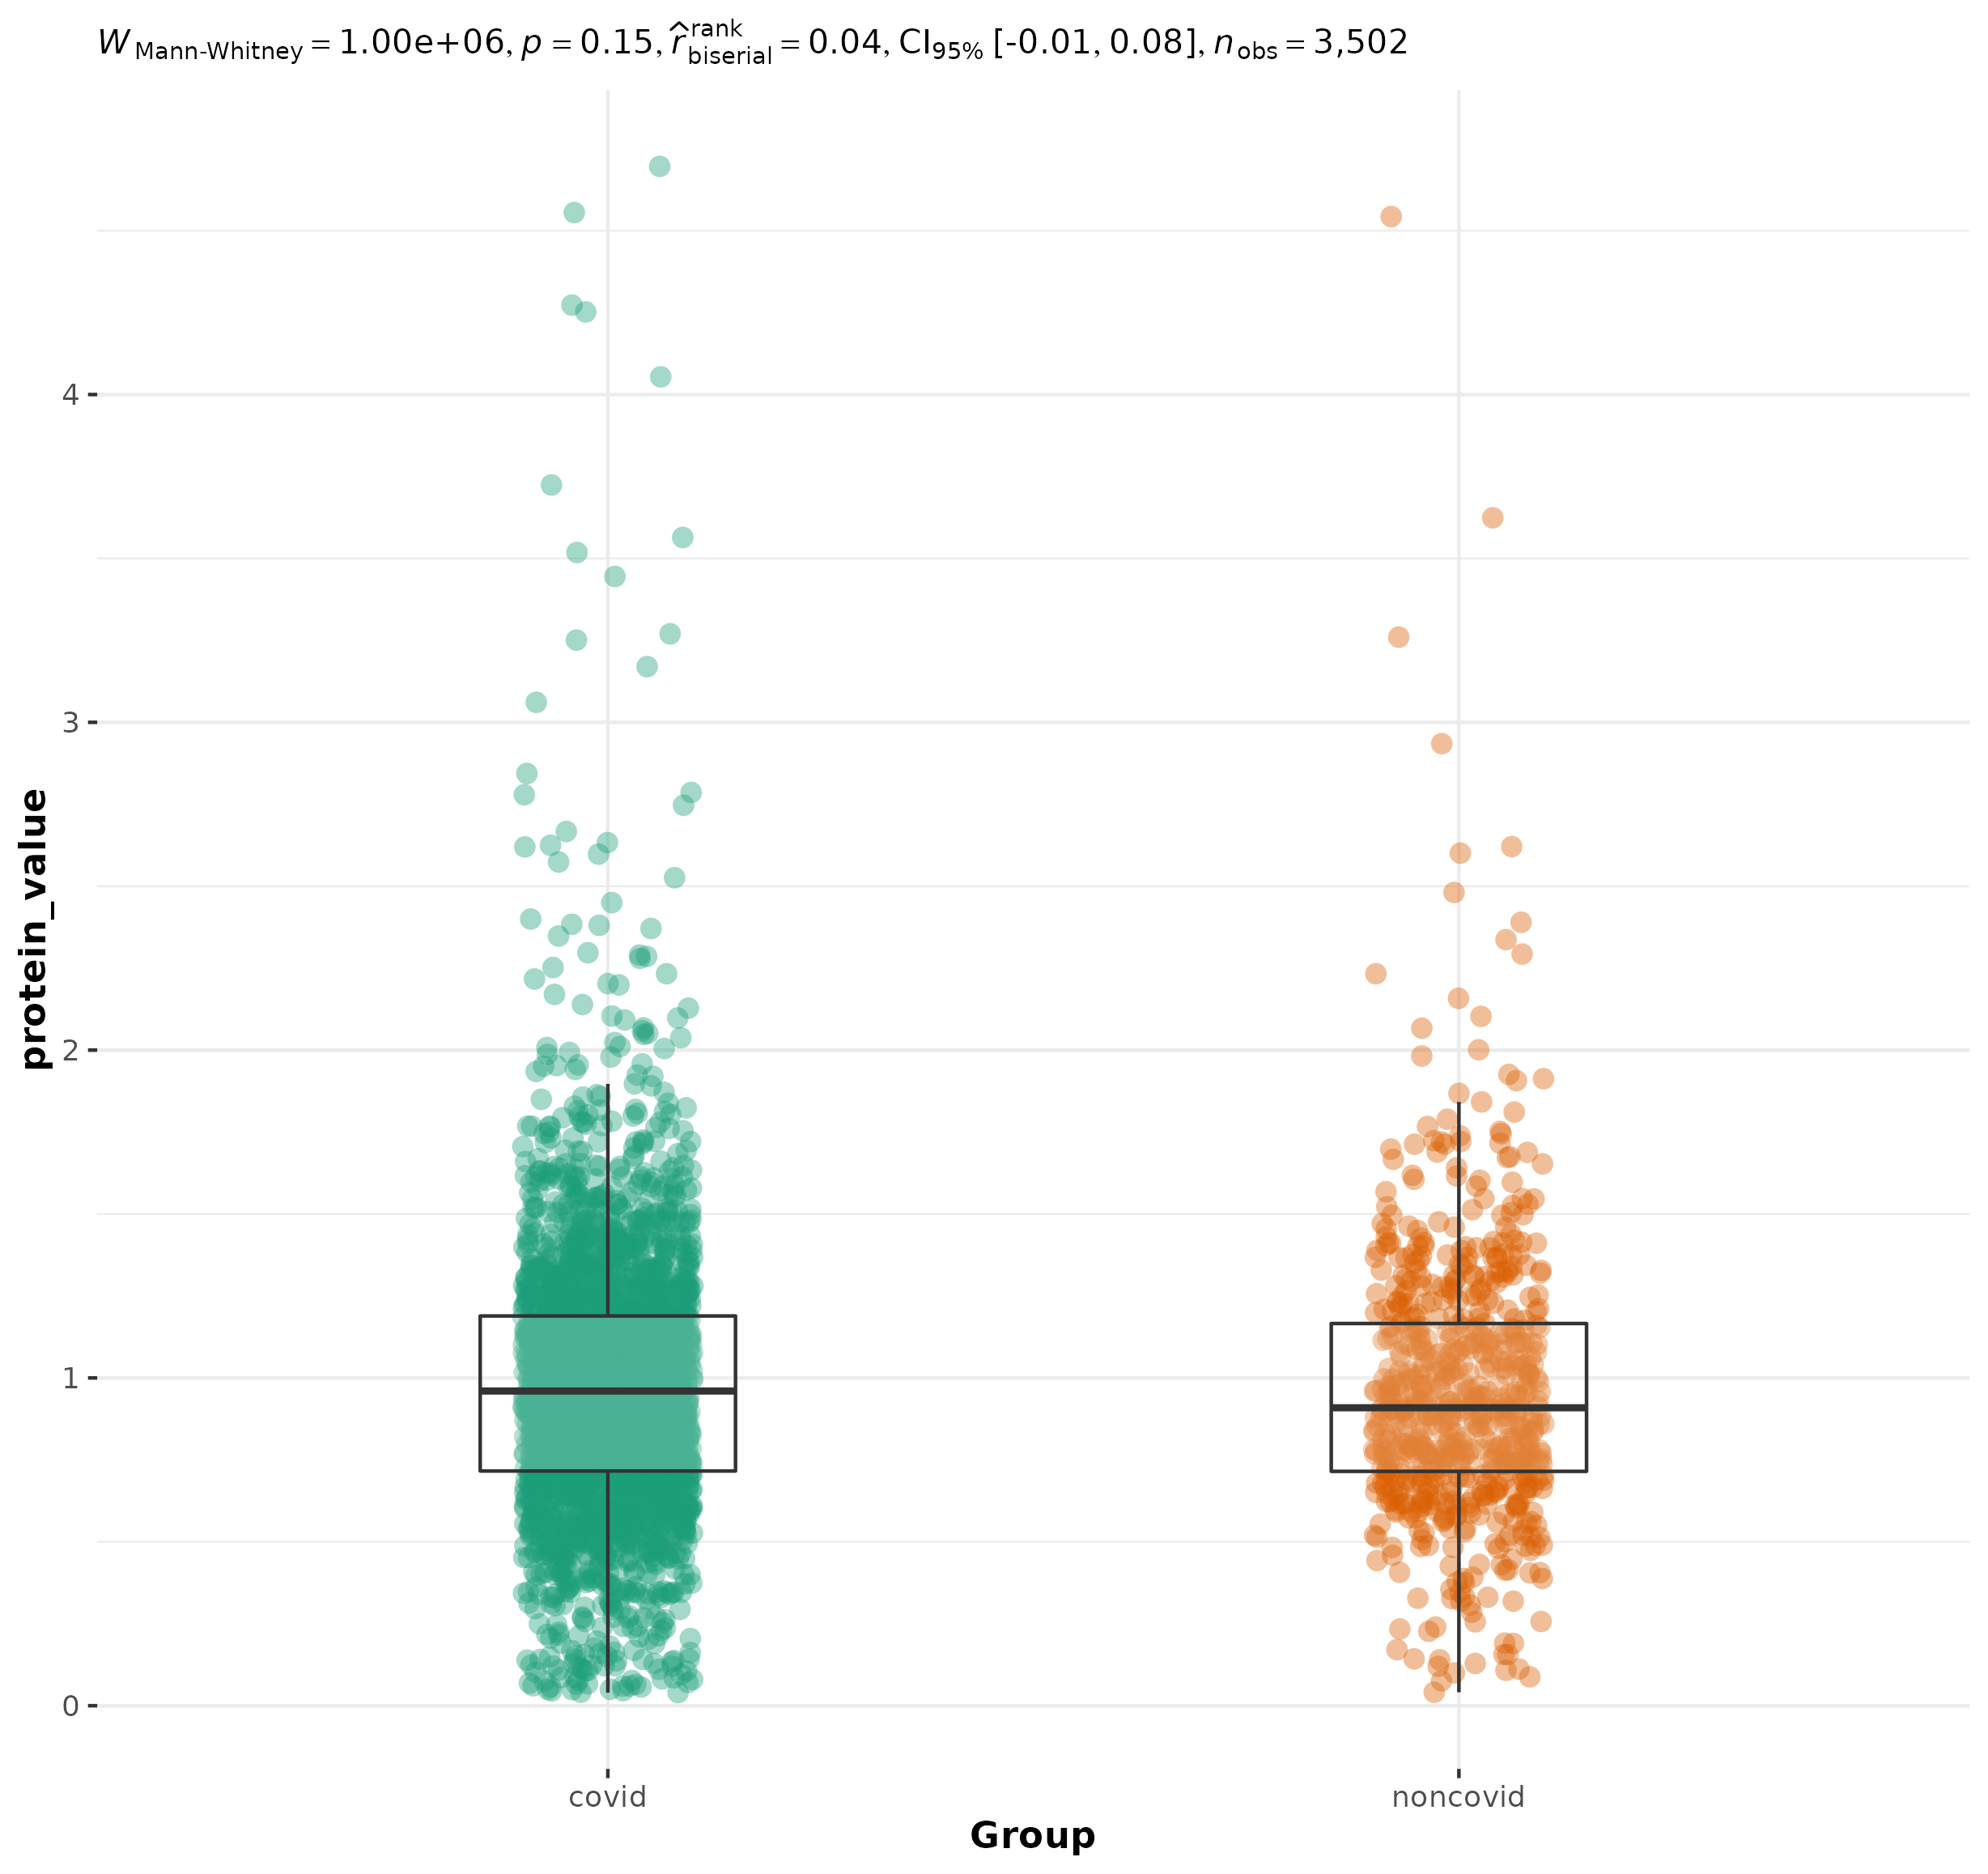 W Mann-Whitney = 1.00e+06, p = 0.15, r̂ rank biserial = 0.04, CI95% [-0.01, 0.08], nobs = 3,502
4
3
2
1
0
protein_value
covid noncovid
Group